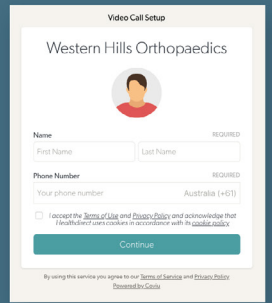 Video Call Setup
Western Hills Orthopaedics
Name REQUIRED
First Name Last Name
Phone Number REQUIRED
Your phone number Australia (+61)
I accept the Terms of Use and Privacy Policy and acknowledge that
Healthdirect uses cookies in accordance with its cookie policy
Continue
By using this service you agree to our Terms of Service and Privacy Policy
Powered by Coviu